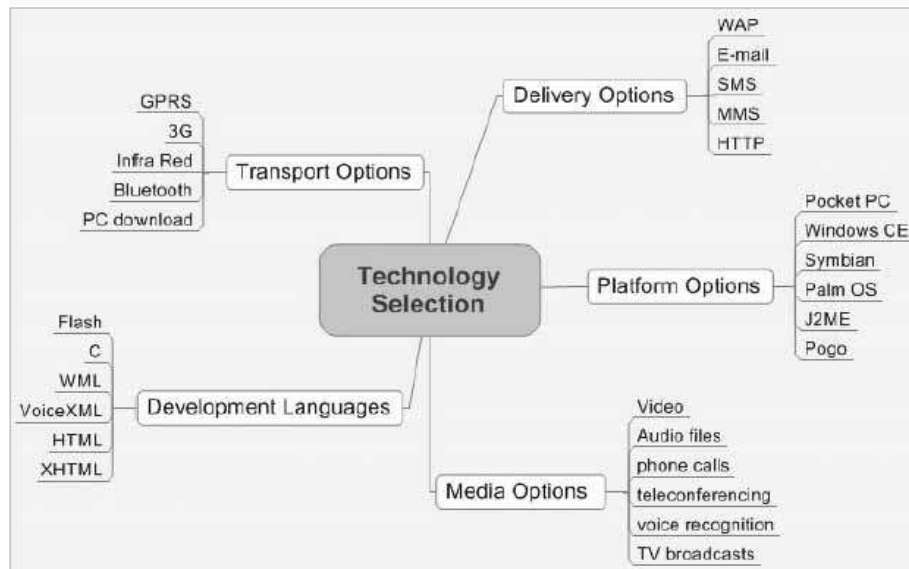 Technology
Selection
Transport Options
GPRS
3G
Infra Red
Bluetooth
PC download
Delivery Options
WAP
E-mail
SMS
MMS
HTTP
Platform Options
Pocket PC
Windows CE
Symbian
Palm OS
J2ME
Pogo
Development Languages
Flash
C
WML
VoiceXML
HTML
XHTML
Media Options
Video
Audio files
phone calls
teleconferencing
voice recognition
TV broadcasts